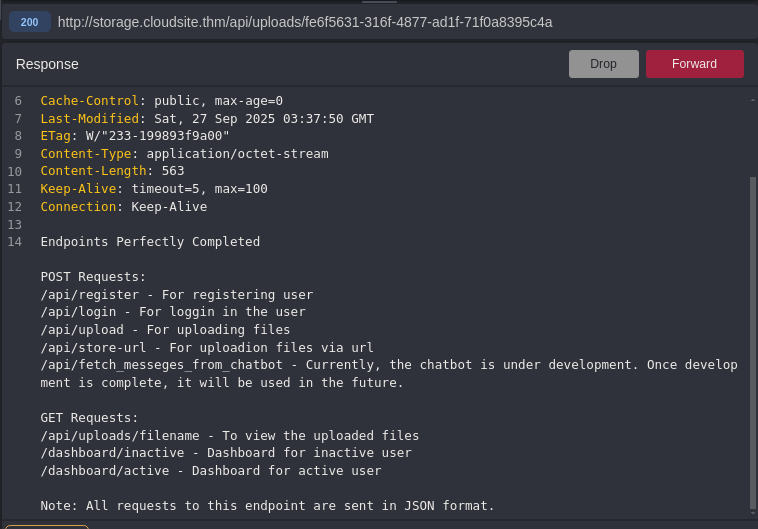 200 http://storage.cloudsite.thm/api/uploads/fe6f5631-316f-4877-ad1f-71f0a8395c4a
Response Drop Forward
6 Cache-Control: public, max-age=0
7 Last-Modified: Sat, 27 Sep 2025 03:37:50 GMT
8 ETag: W/"233-199893f9a00"
9 Content-Type: application/octet-stream
10 Content-Length: 563
11 Keep-Alive: timeout=5, max=100
12 Connection: Keep-Alive
13
14 Endpoints Perfectly Completed
POST Requests:
/api/register - For registering user
/api/login - For loggin in the user
/api/upload - For uploading files
/api/store-url - For uploadion files via url
/api/fetch_messeges_from_chatbot - Currently, the chatbot is under development. Once develop
ment is complete, it will be used in the future.
GET Requests:
/api/uploads/filename - To view the uploaded files
/dashboard/inactive - Dashboard for inactive user
/dashboard/active - Dashboard for active user
Note: All requests to this endpoint are sent in JSON format.